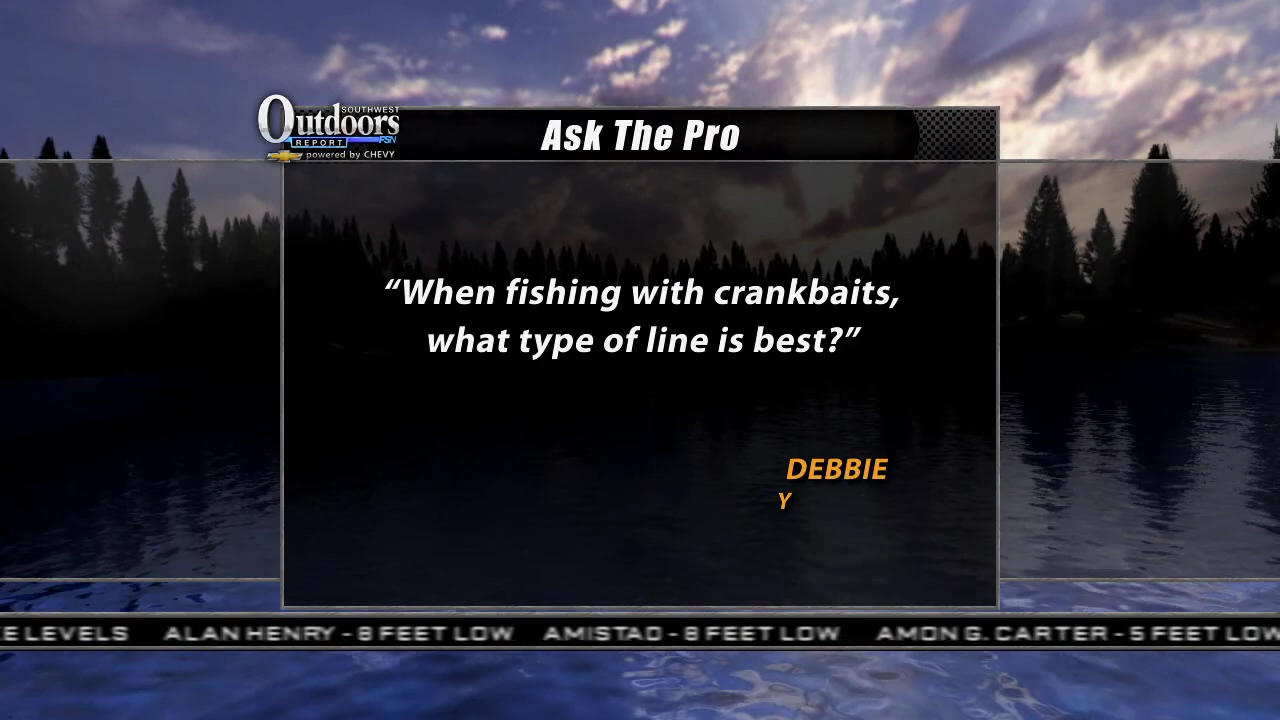 SOUTHWEST
Outdoors
REPORT FSN
powered by CHEVY
Ask The Pro
“When fishing with crankbaits,
what type of line is best?”
DEBBIE
Y
E LEVELS ALAN HENRY - 8 FEET LOW AMISTAD - 8 FEET LOW AMON G. CARTER - 5 FEET LOW